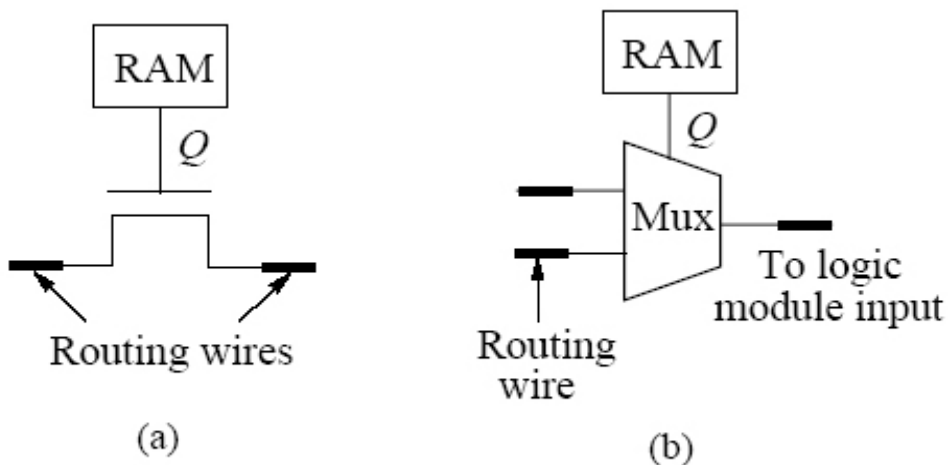 RAM
Q
Routing wires
(a)
RAM
Q
Mux
To logic
module input
Routing
wire
(b)